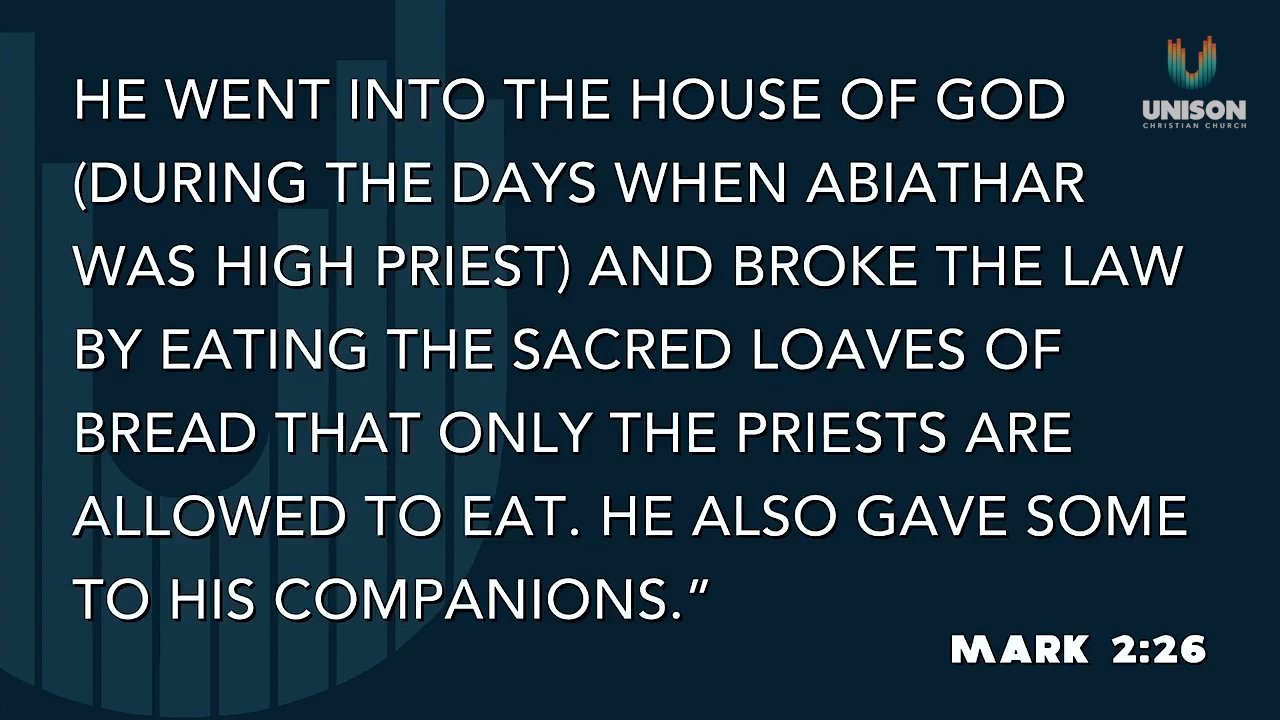 HE WENT INTO THE HOUSE OF GOD
(DURING THE DAYS WHEN ABIATHAR
WAS HIGH PRIEST) AND BROKE THE LAW
BY EATING THE SACRED LOAVES OF
BREAD THAT ONLY THE PRIESTS ARE
ALLOWED TO EAT. HE ALSO GAVE SOME
TO HIS COMPANIONS.”
MARK 2:26
UNISON
CHRISTIAN CHURCH